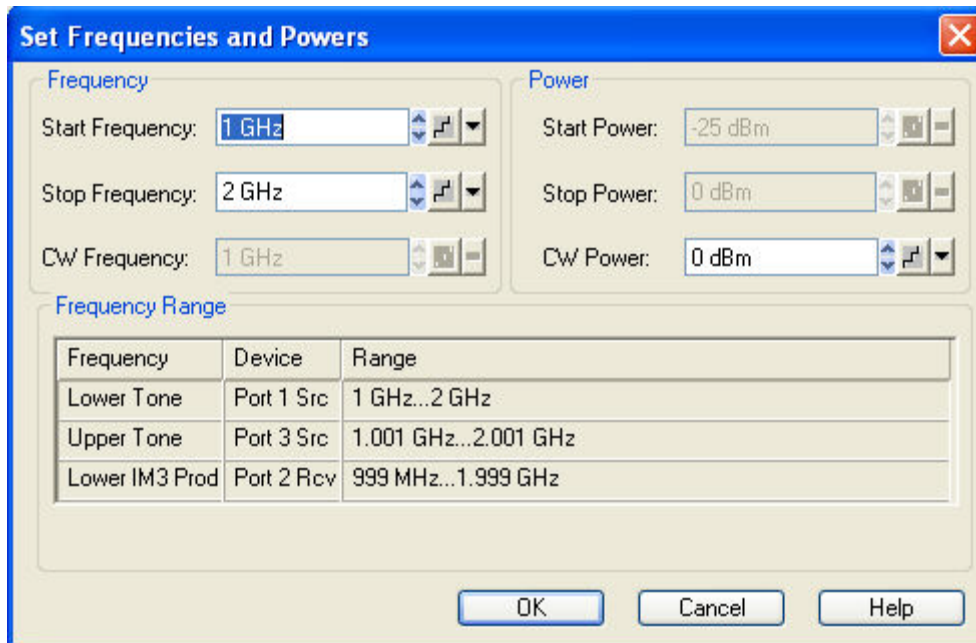 Set Frequencies and Powers
Frequency
Start Frequency: 1 GHz
Stop Frequency: 2 GHz
CW Frequency: 1 GHz
Power
Start Power: -25 dBm
Stop Power: 0 dBm
CW Power: 0 dBm
Frequency Range
Frequency Device Range
Lower Tone Port 1 Src 1 GHz...2 GHz
Upper Tone Port 3 Src 1.001 GHz...2.001 GHz
Lower IM3 Prod Port 2 Rcv 999 MHz...1.999 GHz
OK Cancel Help